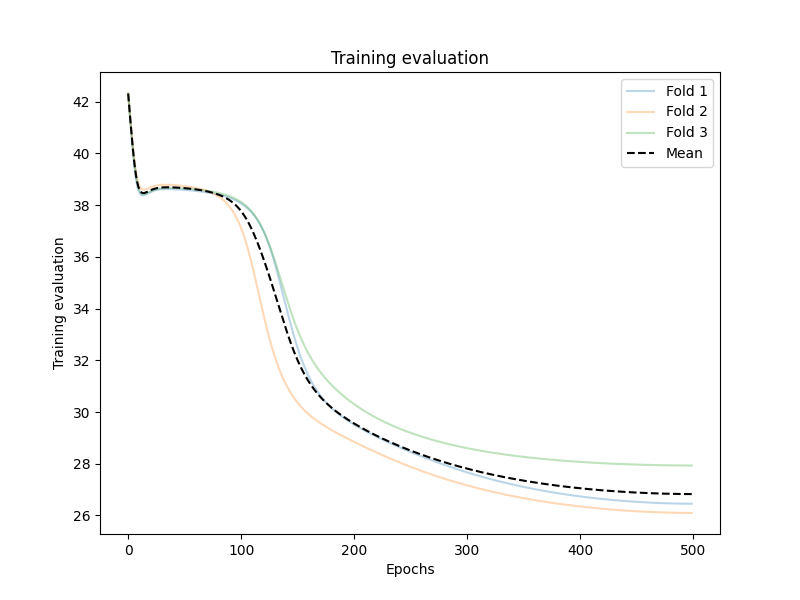 Training evaluation
Fold 1
Fold 2
Fold 3
Mean
Training evaluation
42
40
38
36
34
32
30
28
26
0 100 200 300 400 500
Epochs